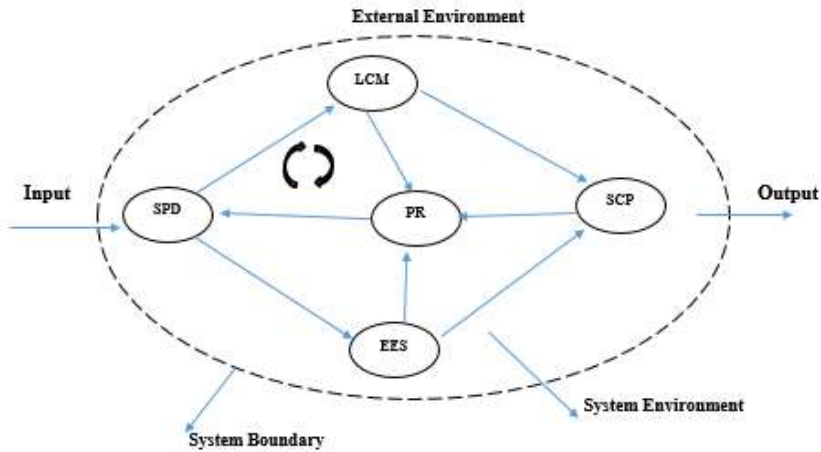 External Environment
LCM
Input
SPD
PR
SCP
Output
EES
System Environment
System Boundary